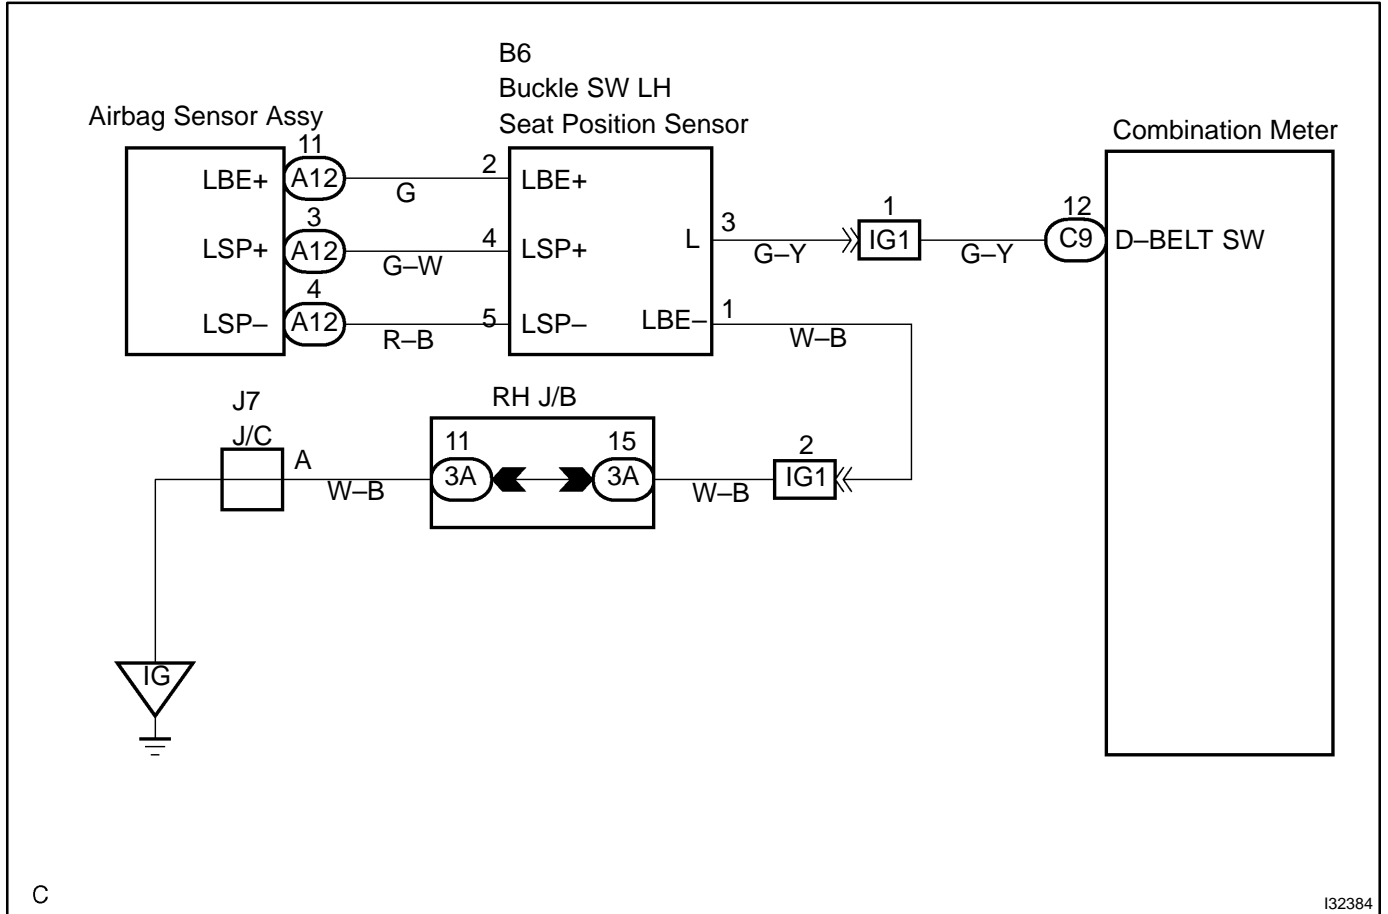 B6
Buckle SW LH
Seat Position Sensor
Airbag Sensor Assy
Combination Meter
11
LBE+ A12 G 2 LBE+
3
LSP+ A12 G–W 4 LSP+
4
LSP– A12 R–B 5 LSP–
L 3 G–Y 1 IG1 G–Y 12 C9 D–BELT SW
LBE– 1 W–B
RH J/B
J7
J/C
A W–B 11 3A 15 3A W–B 2 IG1
IG
C
I32384